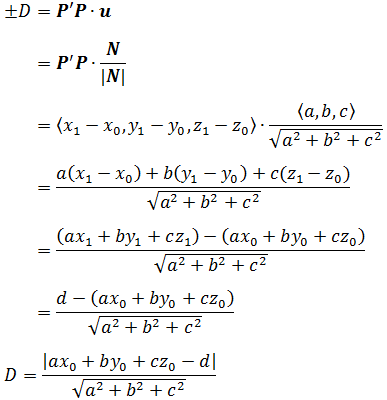 ±D = P′P · u
= P′P · N/|N|
= ⟨x₁ − x₀, y₁ − y₀, z₁ − z₀⟩ · ⟨a, b, c⟩/√(a² + b² + c²)
= (a(x₁ − x₀) + b(y₁ − y₀) + c(z₁ − z₀))/√(a² + b² + c²)
= ((ax₁ + by₁ + cz₁) − (ax₀ + by₀ + cz₀))/√(a² + b² + c²)
= (d − (ax₀ + by₀ + cz₀))/√(a² + b² + c²)
D = |ax₀ + by₀ + cz₀ − d|/√(a² + b² + c²)